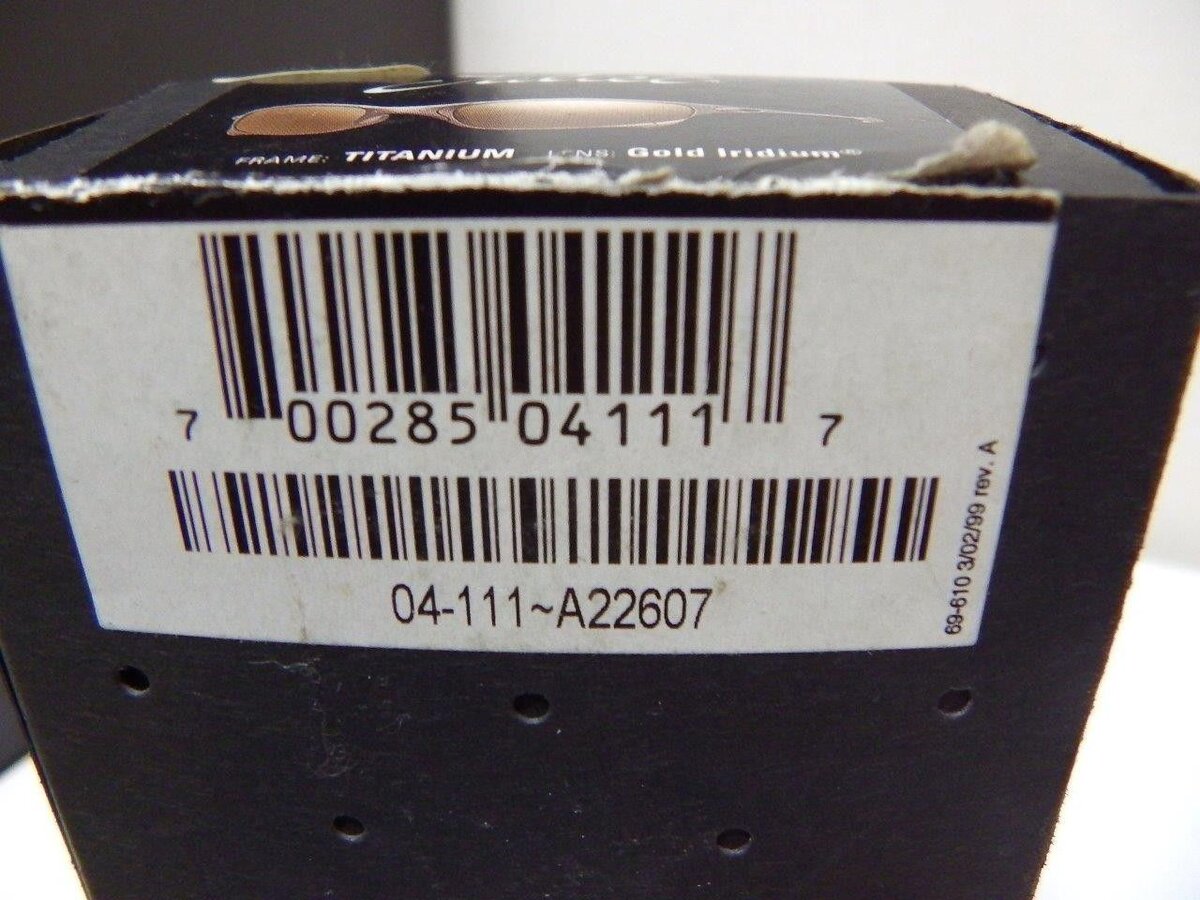 FRAME: TITANIUM LENS: Gold Iridium®
7 00285 04111 7
04-111~A22607
69-610 3/02/99 rev. A